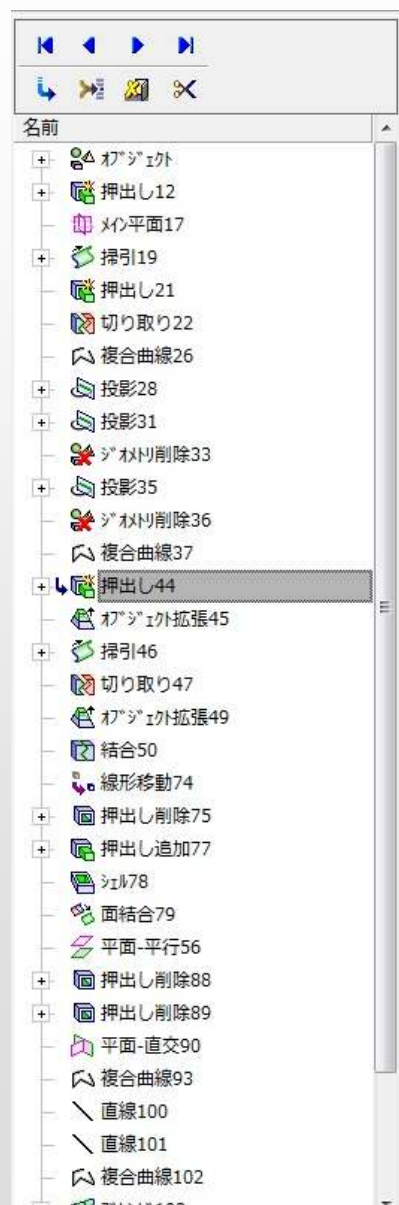 名前
ｵﾌﾞｼﾞｪｸﾄ
押出し12
ﾒｲﾝ平面17
掃引19
押出し21
切り取り22
複合曲線26
投影28
投影31
ｼﾞｵﾒﾄﾘ削除33
投影35
ｼﾞｵﾒﾄﾘ削除36
複合曲線37
押出し44
ｵﾌﾞｼﾞｪｸﾄ拡張45
掃引46
切り取り47
ｵﾌﾞｼﾞｪｸﾄ拡張49
結合50
線形移動74
押出し削除75
押出し追加77
ｼｪﾙ78
面結合79
平面-平行56
押出し削除88
押出し削除89
平面-直交90
複合曲線93
直線100
直線101
複合曲線102